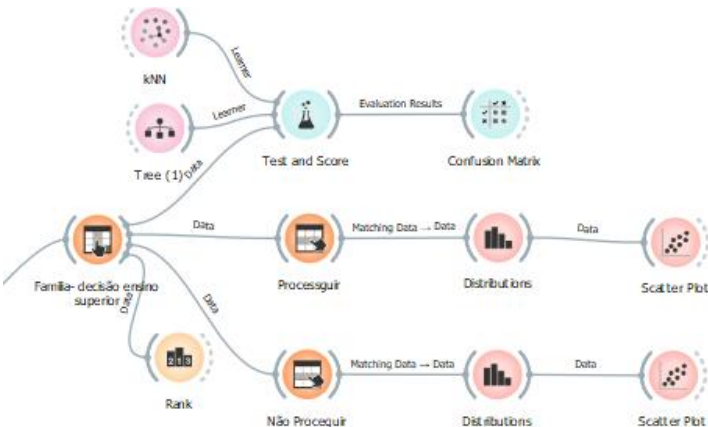 Learner
kNN
Learner
Evaluation Results
Tree (1)
Data
Test and Score
Confusion Matrix
Data
Matching Data → Data
Data
Familia- decisão ensino
superior
Processguir
Distributions
Scatter Plot
Data
Data
Matching Data → Data
Data
Rank
Não Proceguir
Distributions
Scatter Plot